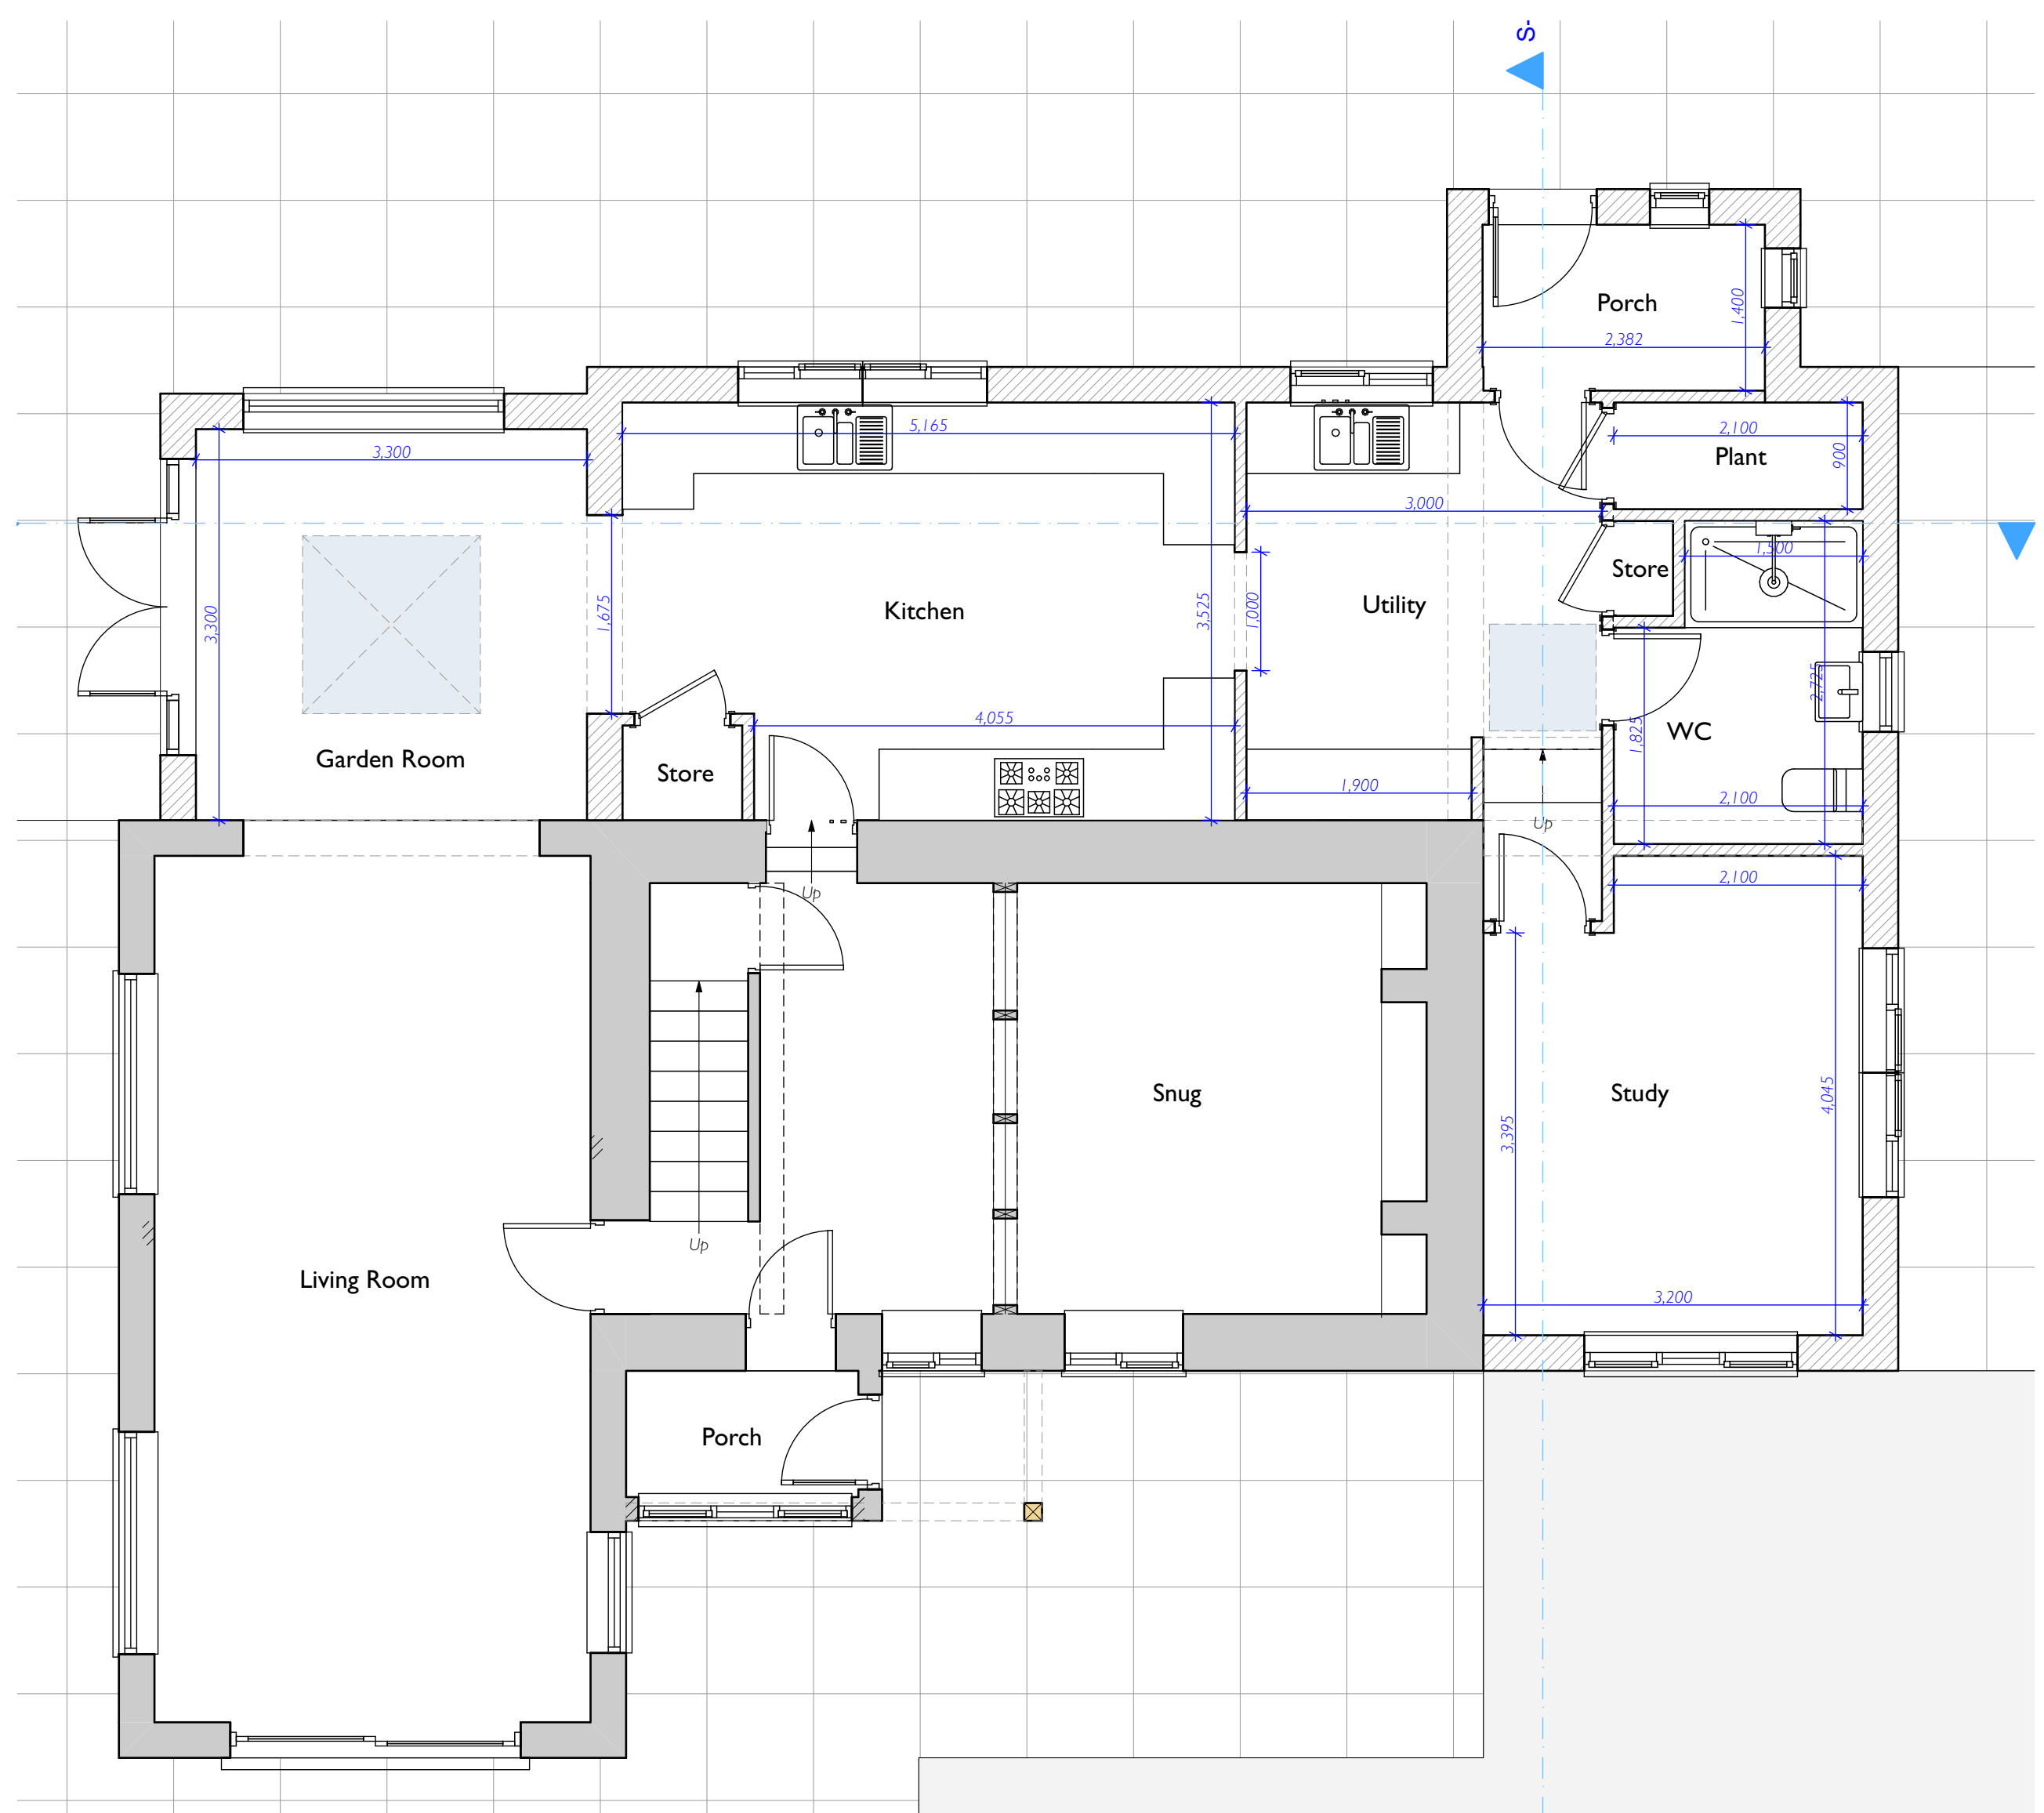 S-
Porch
1,400
2,382
5,165
3,300
2,100
Plant
900
3,000
1,500
Store
3,300
1,675
Kitchen
3,525
1,000
Utility
2,725
4,055
1,825
WC
Garden Room
Store
1,900
2,100
Up
Up
2,100
Snug
Study
3,395
4,045
Up
Living Room
3,200
Porch